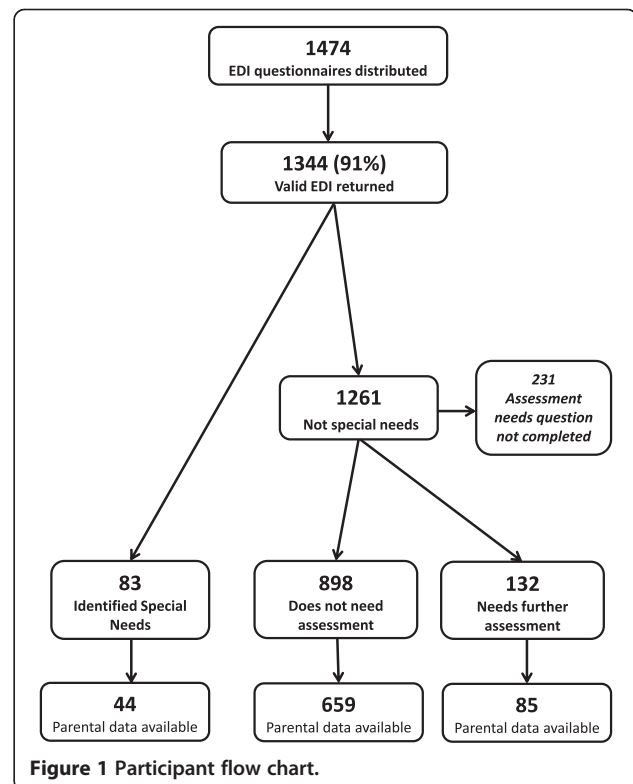 1474
EDI questionnaires distributed
1344 (91%)
Valid EDI returned
1261
Not special needs
231
Assessment
needs question
not completed
83
Identified Special
Needs
898
Does not need
assessment
132
Needs further
assessment
44
Parental data available
659
Parental data available
85
Parental data available
Figure 1 Participant flow chart.